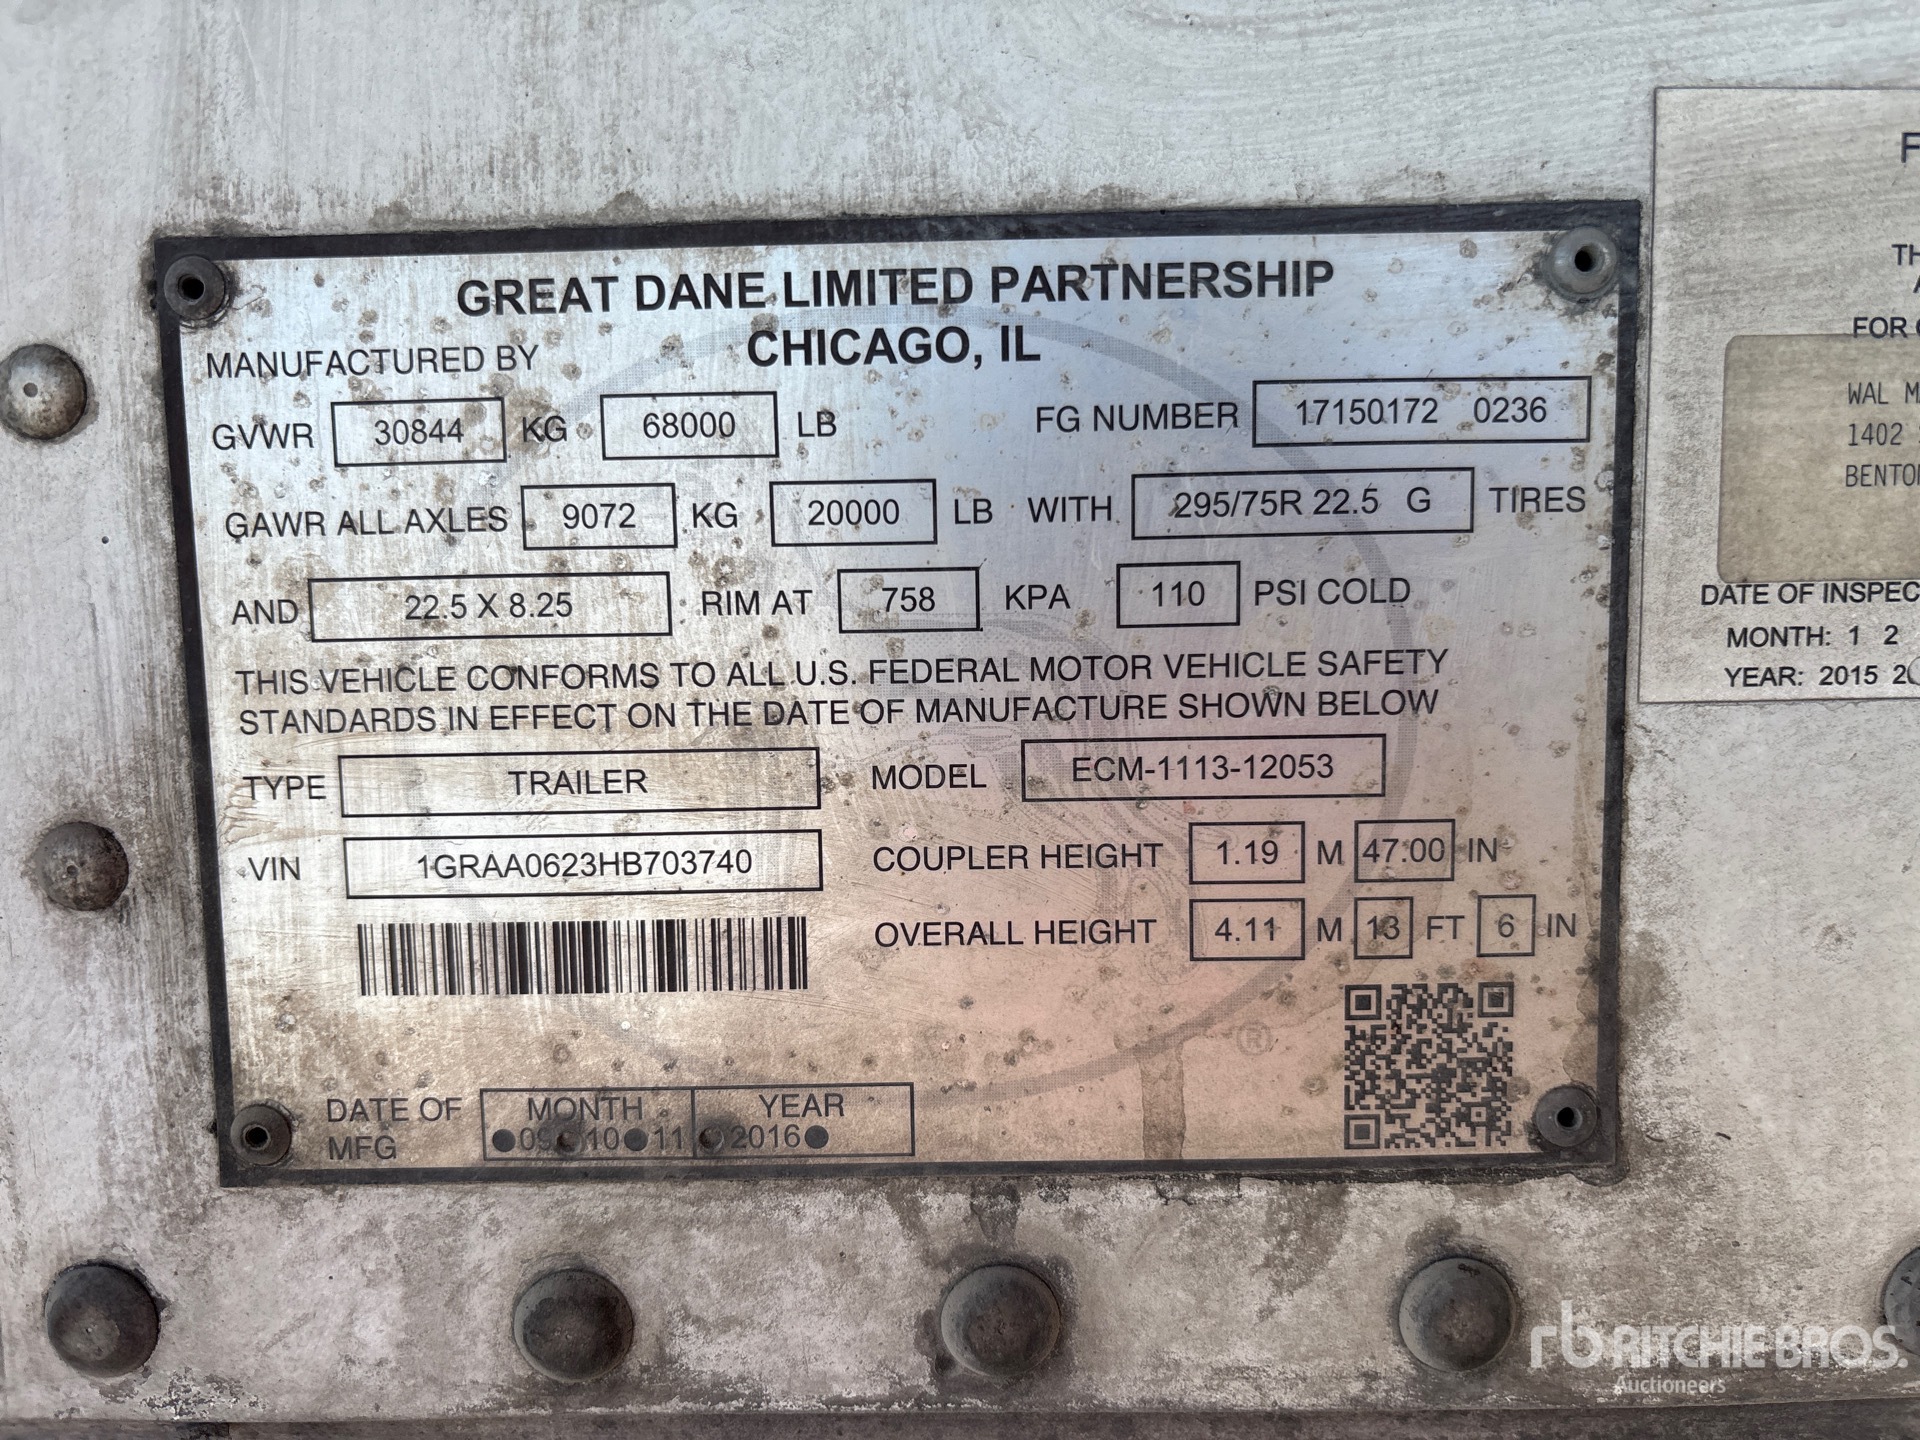 GREAT DANE LIMITED PARTNERSHIP
MANUFACTURED BY CHICAGO, IL
GVWR 30844 KG 68000 LB FG NUMBER 17150172 0236
GAWR ALL AXLES 9072 KG 20000 LB WITH 295/75R 22.5 G TIRES
AND 22.5 X 8.25 RIM AT 758 KPA 110 PSI COLD
THIS VEHICLE CONFORMS TO ALL U.S. FEDERAL MOTOR VEHICLE SAFETY
STANDARDS IN EFFECT ON THE DATE OF MANUFACTURE SHOWN BELOW
TYPE TRAILER MODEL ECM-1113-12053
VIN 1GRAA0623HB703740 COUPLER HEIGHT 1.19 M 47.00 IN
OVERALL HEIGHT 4.11 M 13 FT 6 IN
®
DATE OF MFG MONTH YEAR
●09●10●11 ●2016●
FOR
WAL
1402
DATE OF INSPEC
MONTH: 1 2
YEAR: 2015
rb RITCHIE BROS.
Auctioneers